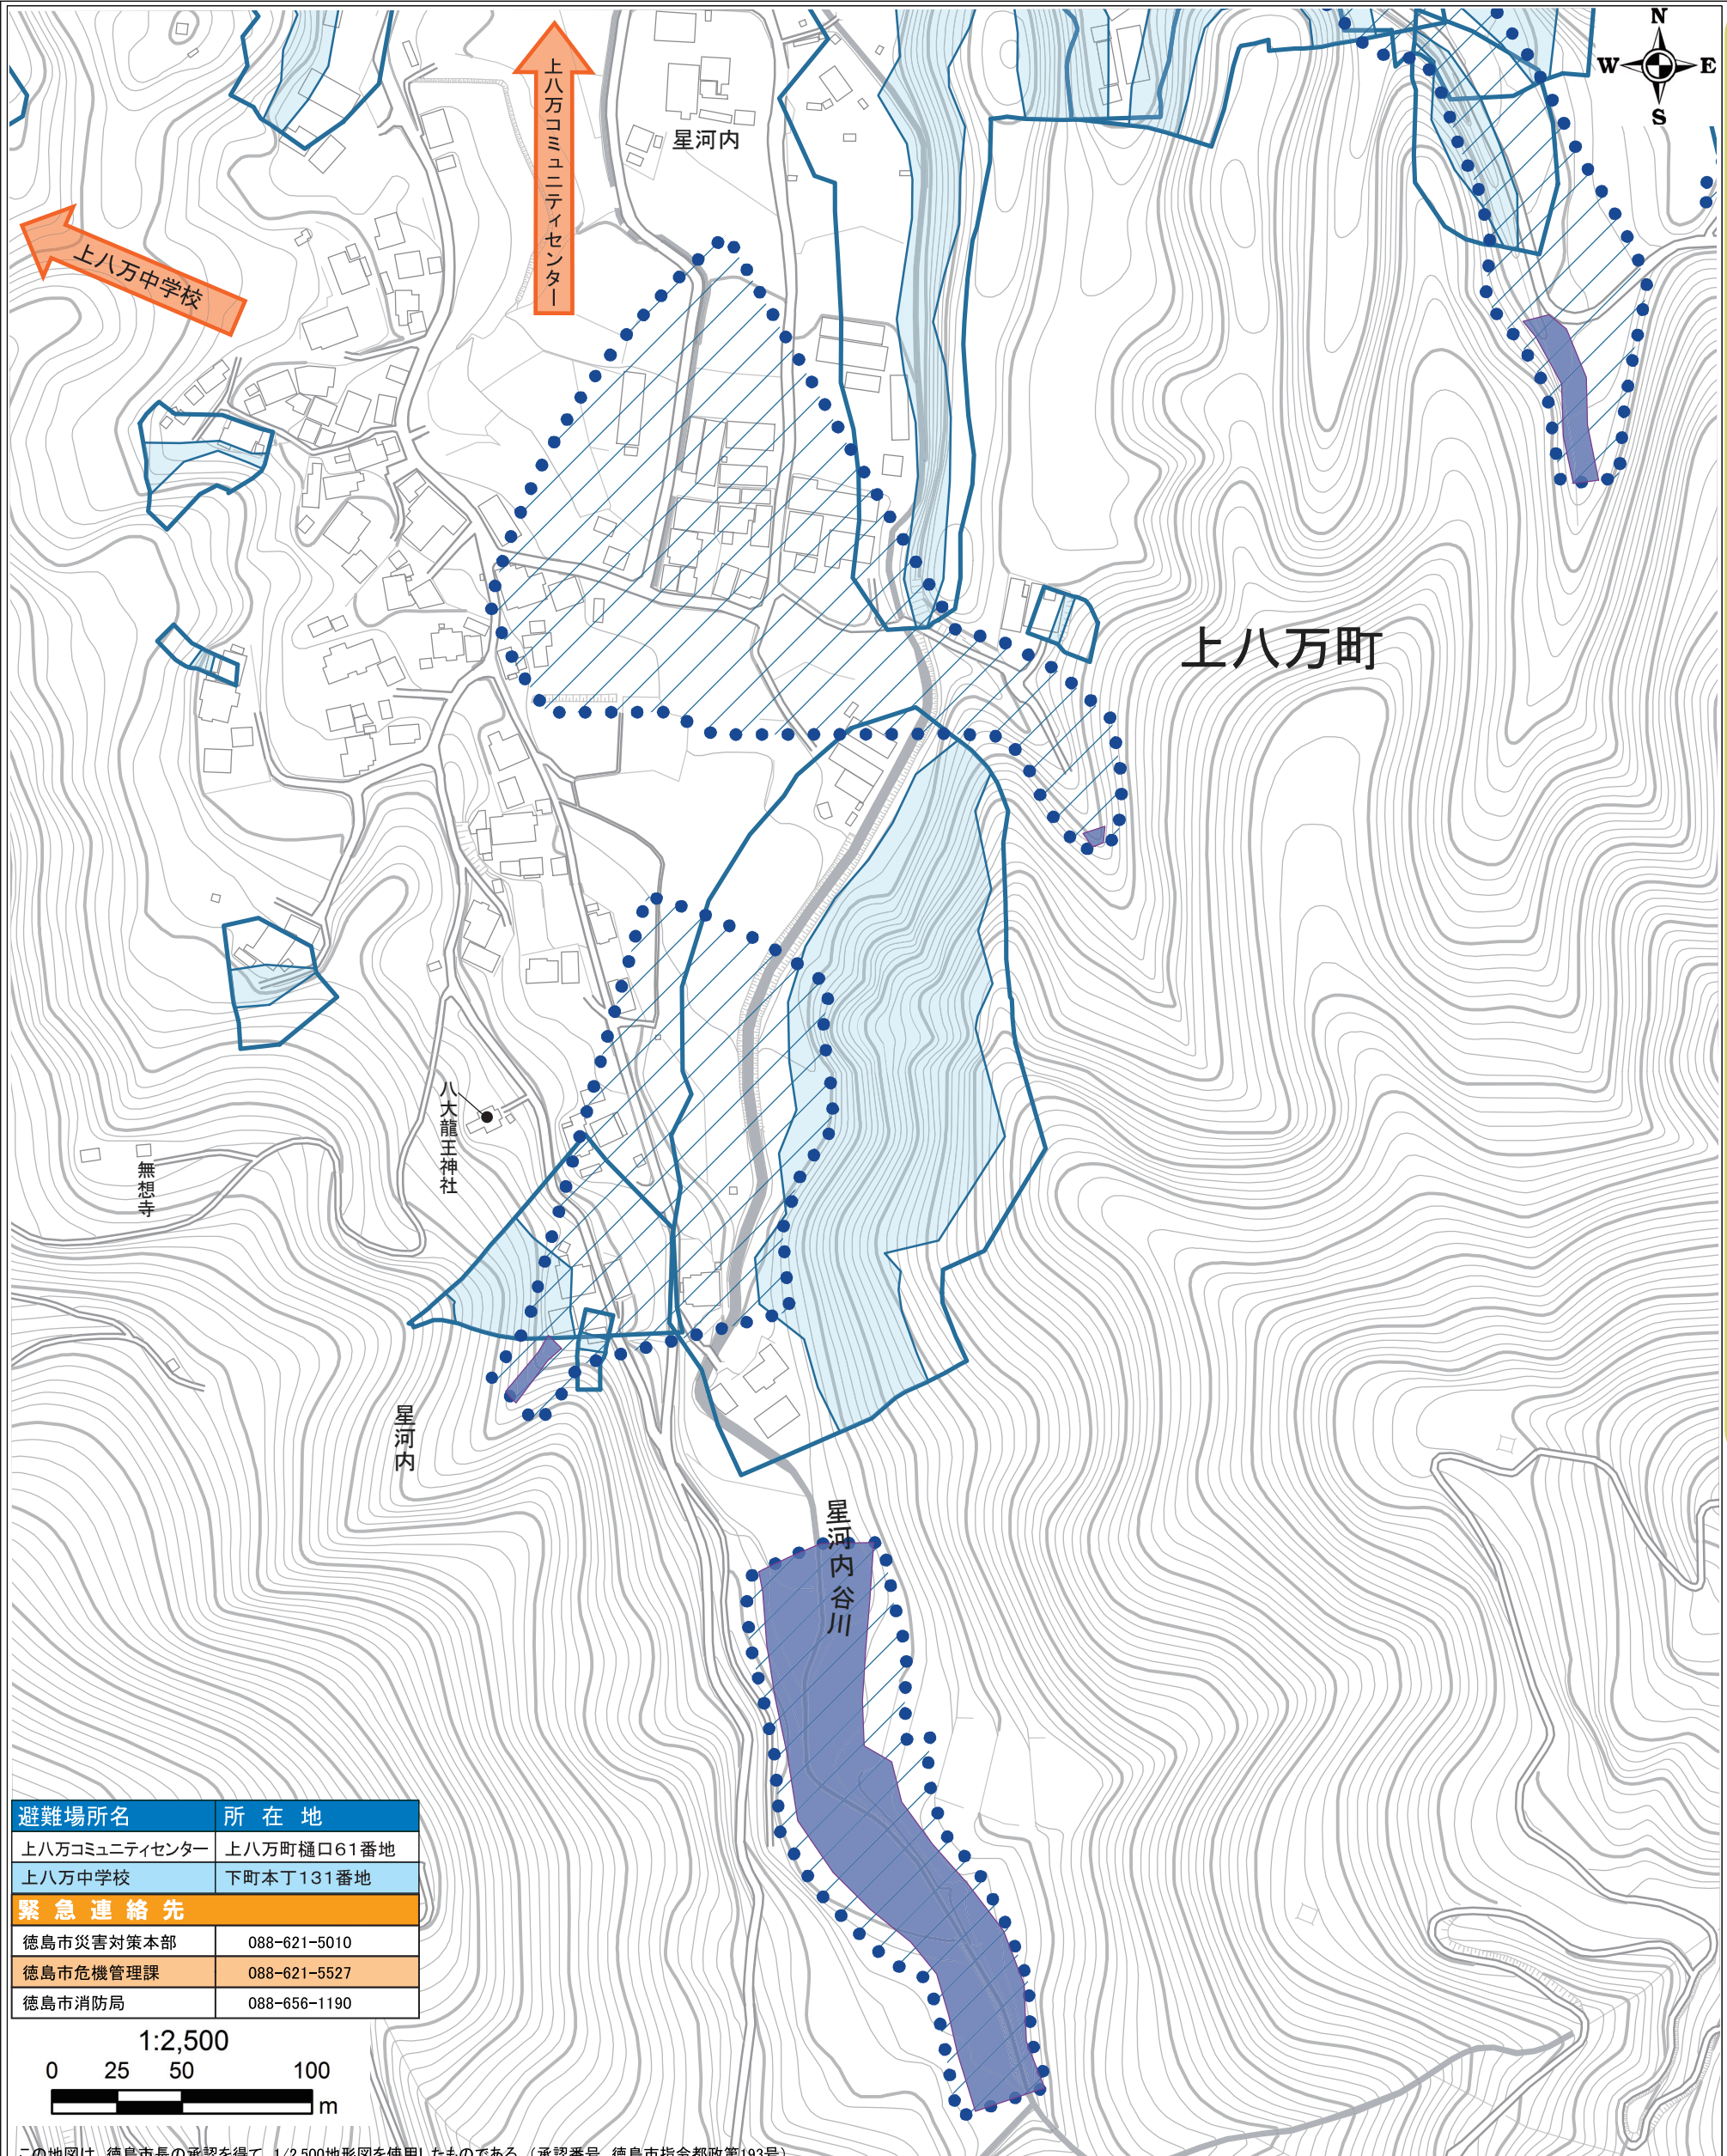 N
W E
S
上八万コミュニティセンター
星河内
上八万中学校
上八万町
八大龍王神社
無想寺
星河内
星河内谷川
避難場所名 所在地
上八万コミュニティセンター 上八万町樋口61番地
上八万中学校 下町本丁131番地
緊急連絡先
徳島市災害対策本部 088-621-5010
徳島市危機管理課 088-621-5527
徳島市消防局 088-656-1190
1:2,500
0 25 50 100
m
この地図は、徳島市長の承認を得て、1/2,500地形図を使用したものである。(承認番号 徳島市指令都政第193号)